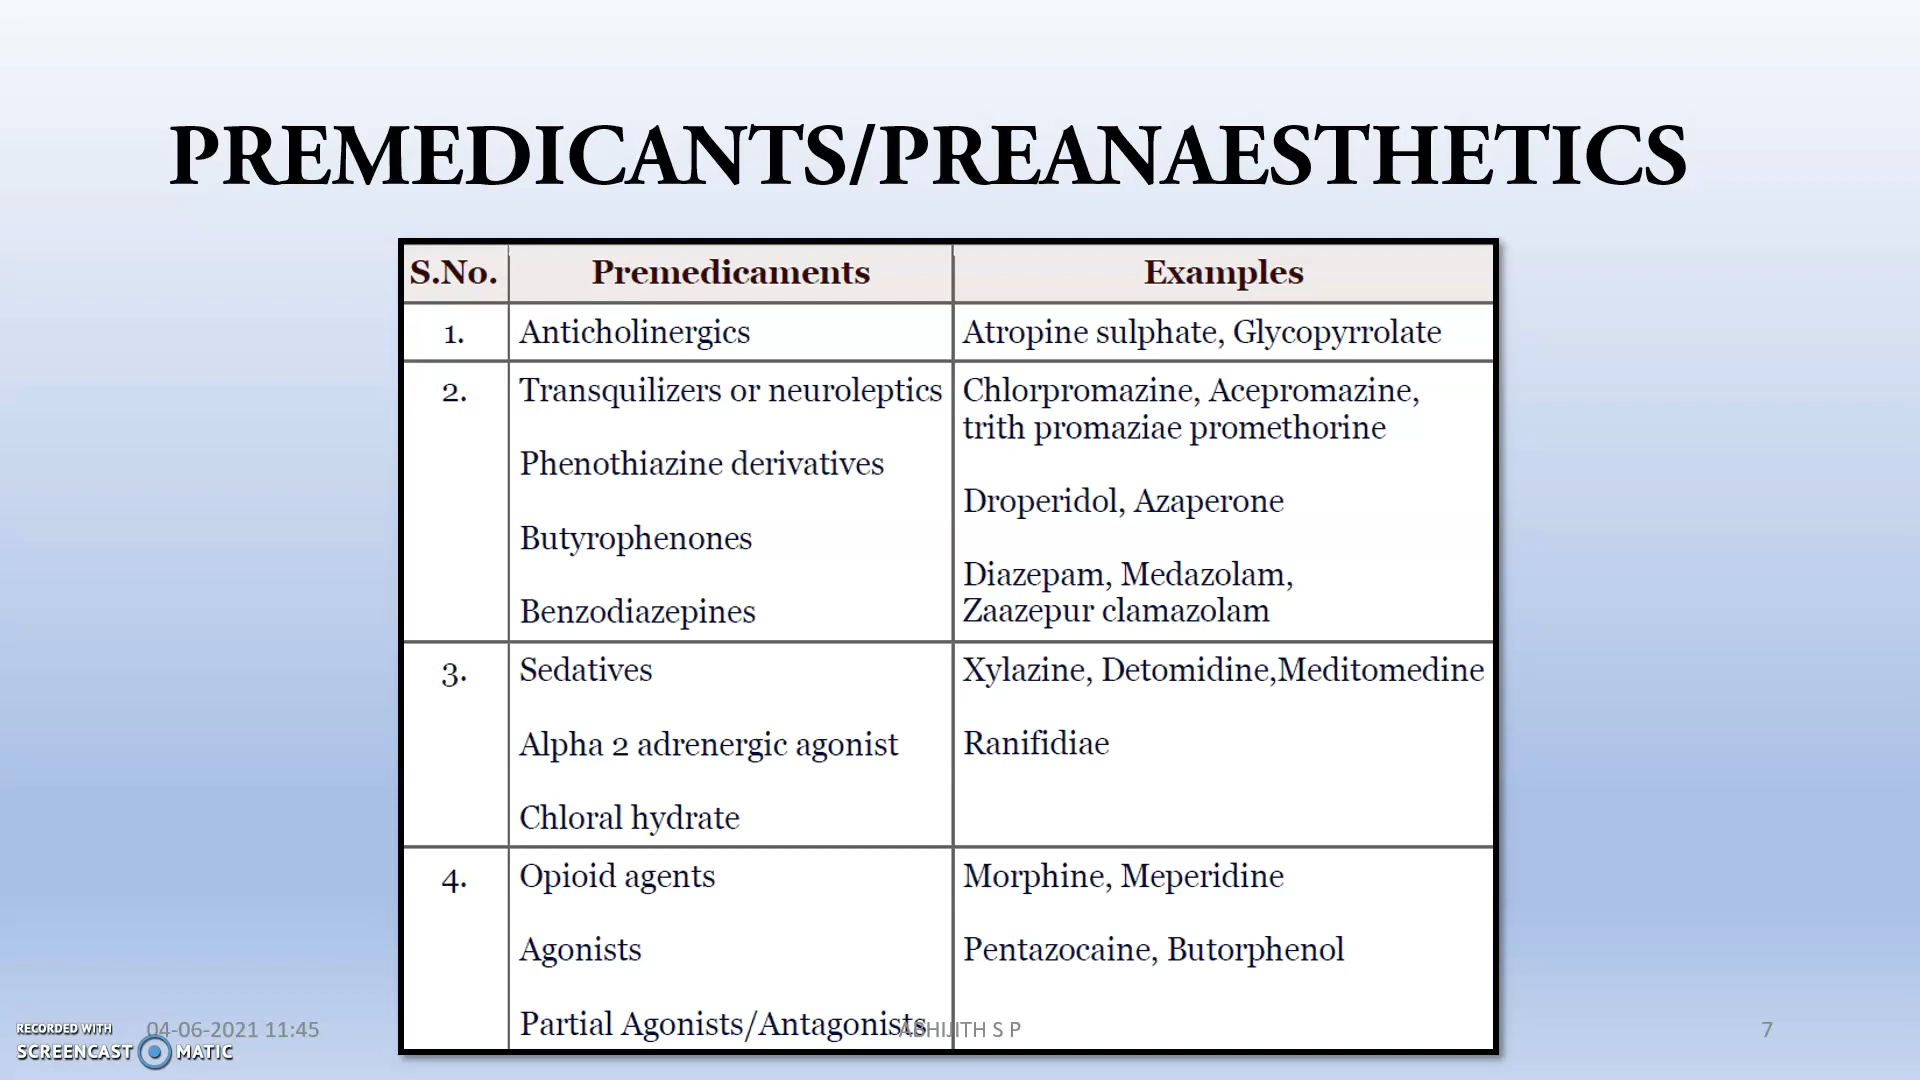 PREMEDICANTS/PREANAESTHETICS
S.No. Premedicaments Examples
1. Anticholinergics Atropine sulphate, Glycopyrrolate
2. Transquilizers or neuroleptics Chlorpromazine, Acepromazine,
trith promaziae promethorine
Phenothiazine derivatives
Droperidol, Azaperone
Butyrophenones
Diazepam, Medazolam,
Benzodiazepines Zaazepur clamazolam
3. Sedatives Xylazine, Detomidine,Meditomedine
Alpha 2 adrenergic agonist Ranifidiae
Chloral hydrate
4. Opioid agents Morphine, Meperidine
Agonists Pentazocaine, Butorphenol
Partial Agonists/Antagonists
RECORDED WITH
SCREENCAST MATIC
04-06-2021 11:45 ABHIJITH S P 7